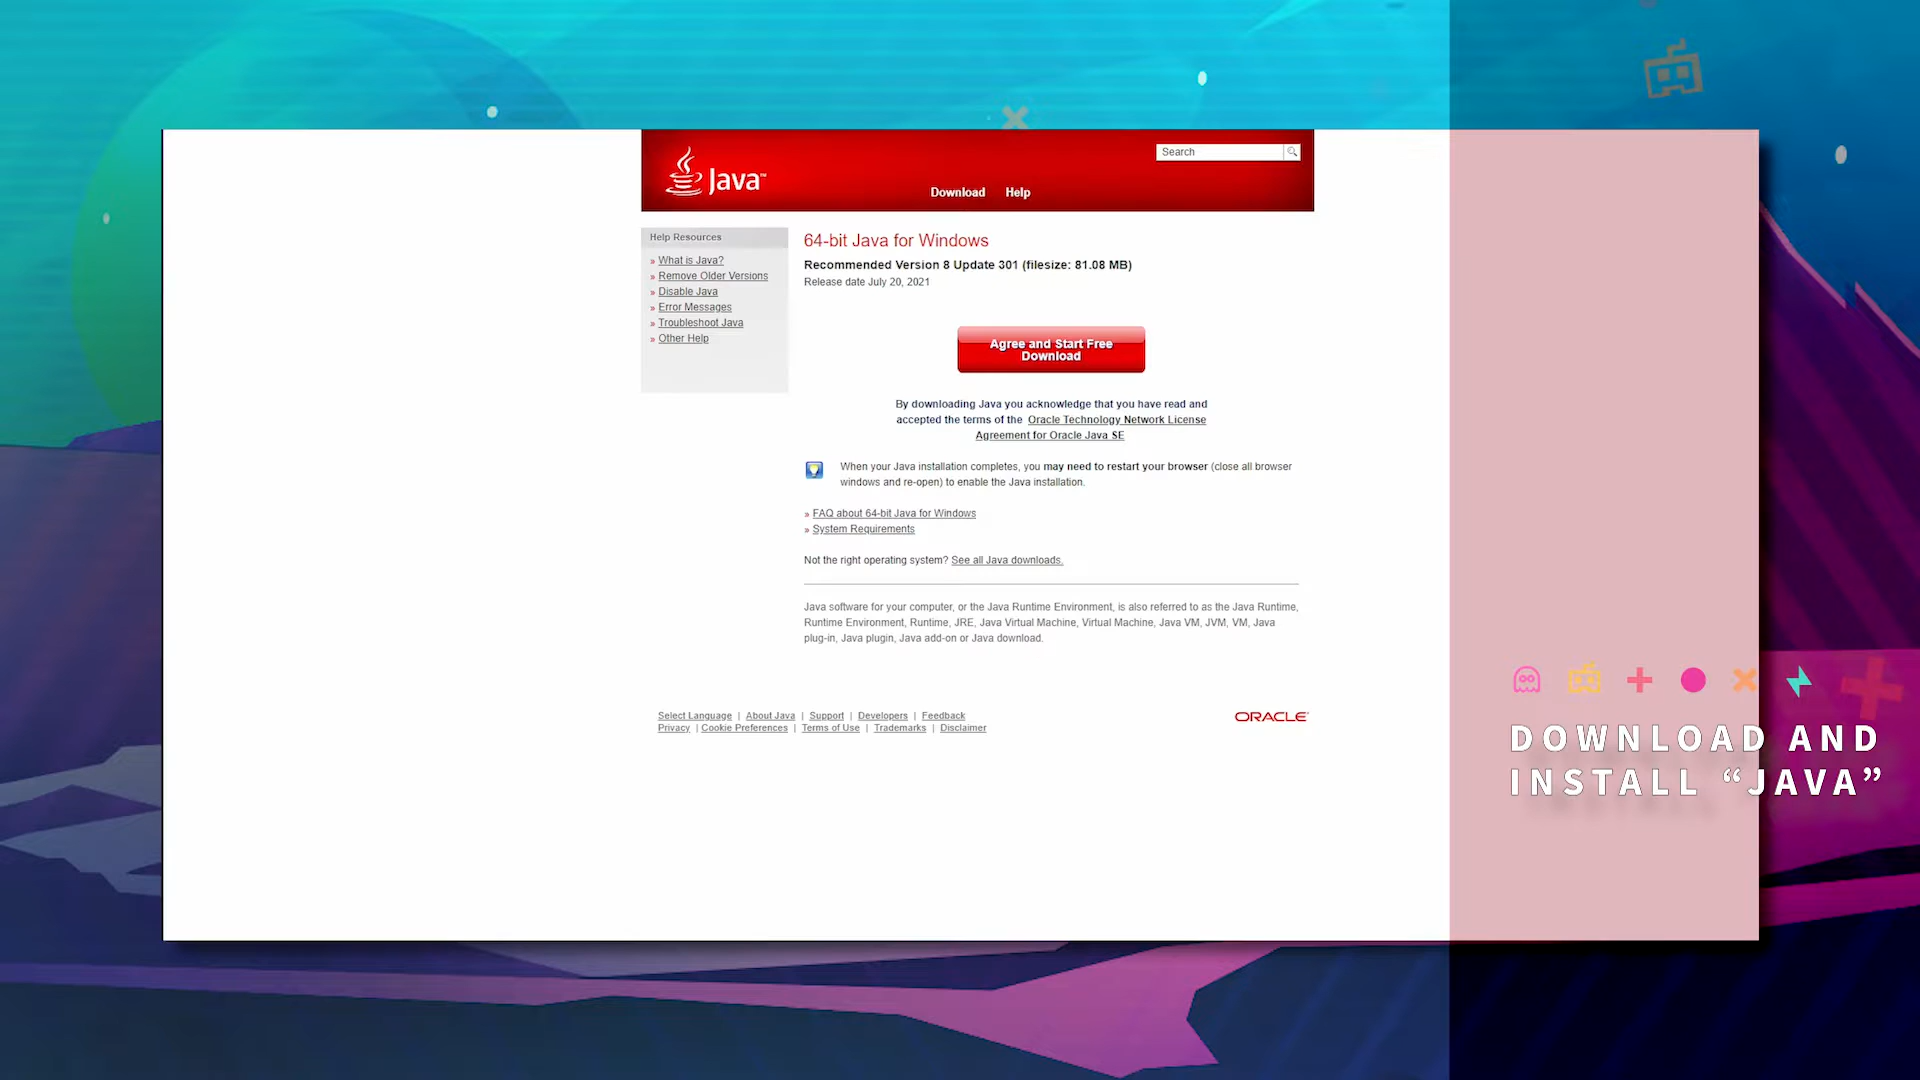 Java™
Search
Download Help
Help Resources
» What is Java?
» Remove Older Versions
» Disable Java
» Error Messages
» Troubleshoot Java
» Other Help
64-bit Java for Windows
Recommended Version 8 Update 301 (filesize: 81.08 MB)
Release date July 20, 2021
Agree and Start Free
Download
By downloading Java you acknowledge that you have read and
accepted the terms of the Oracle Technology Network License
Agreement for Oracle Java SE
When your Java installation completes, you may need to restart your browser (close all browser
windows and re-open) to enable the Java installation.
» FAQ about 64-bit Java for Windows
» System Requirements
Not the right operating system? See all Java downloads.
Java software for your computer, or the Java Runtime Environment, is also referred to as the Java Runtime,
Runtime Environment, Runtime, JRE, Java Virtual Machine, Virtual Machine, Java VM, JVM, VM, Java
plug-in, Java plugin, Java add-on or Java download.
Select Language | About Java | Support | Developers | Feedback
Privacy | Cookie Preferences | Terms of Use | Trademarks | Disclaimer
ORACLE
DOWNLOAD AND
INSTALL “JAVA”